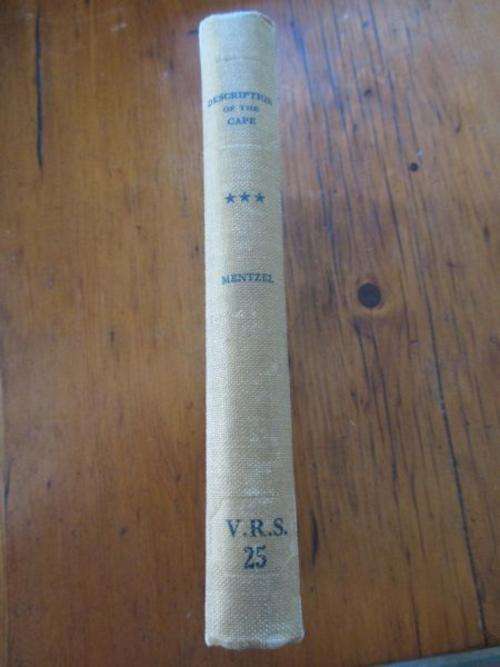 DESCRIPTION
OF THE
CAPE
★★★
MENTZEL
V.R.S.
25